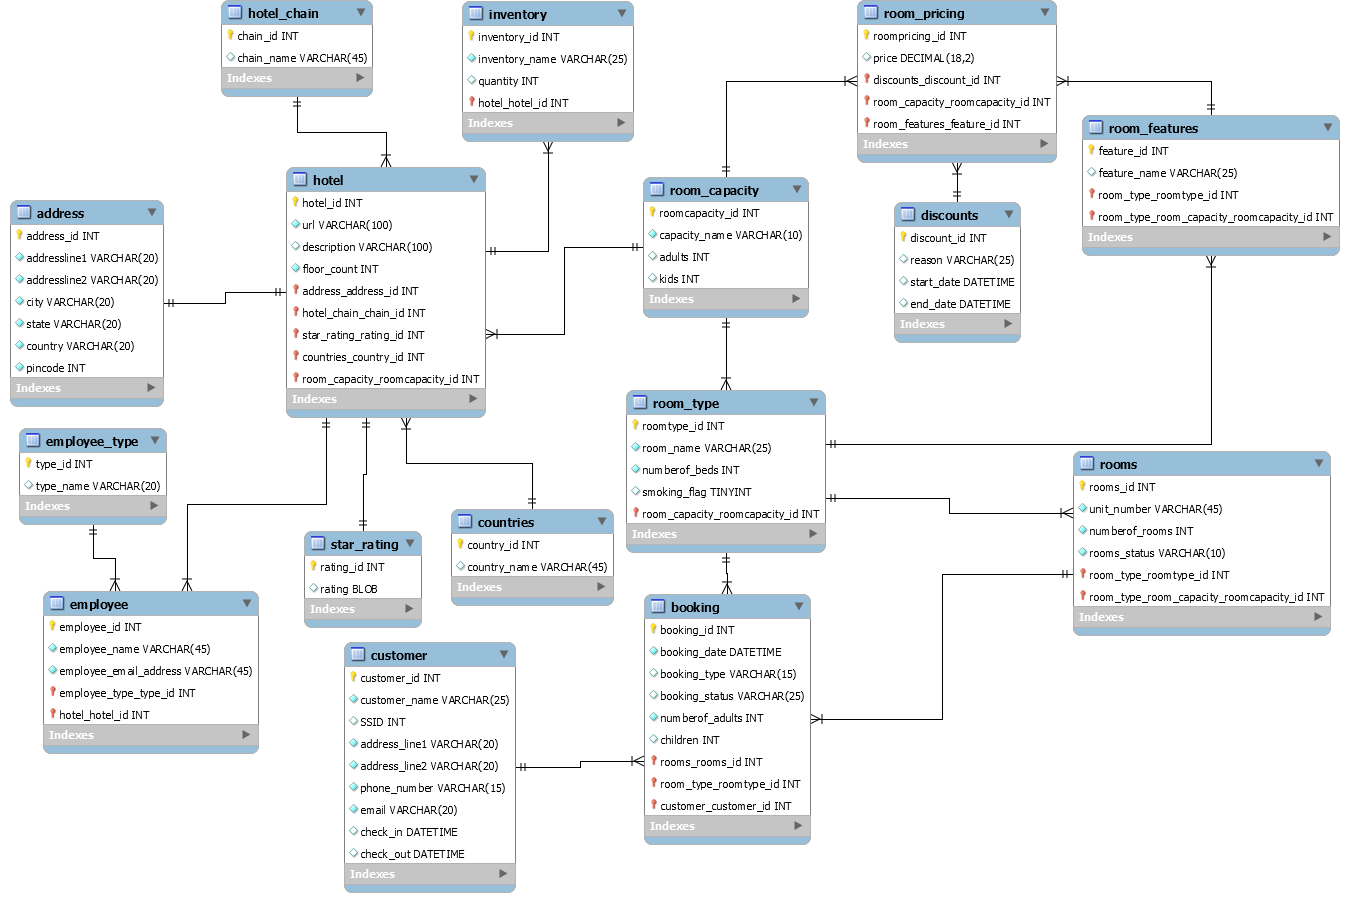 hotel_chain
chain_id INT
chain_name VARCHAR(45)
Indexes
inventory
inventory_id INT
inventory_name VARCHAR(25)
quantity INT
hotel_hotel_id INT
Indexes
room_pricing
roompricing_id INT
price DECIMAL(18,2)
discounts_discount_id INT
room_capacity_roomcapacity_id INT
room_features_feature_id INT
Indexes
room_features
feature_id INT
feature_name VARCHAR(25)
room_type_roomtype_id INT
room_type_room_capacity_roomcapacity_id INT
Indexes
hotel
hotel_id INT
url VARCHAR(100)
description VARCHAR(100)
floor_count INT
address_address_id INT
hotel_chain_chain_id INT
star_rating_rating_id INT
countries_country_id INT
room_capacity_roomcapacity_id INT
Indexes
room_capacity
roomcapacity_id INT
capacity_name VARCHAR(10)
adults INT
kids INT
Indexes
address
address_id INT
addressline1 VARCHAR(20)
addressline2 VARCHAR(20)
city VARCHAR(20)
state VARCHAR(20)
country VARCHAR(20)
pincode INT
Indexes
discounts
discount_id INT
reason VARCHAR(25)
start_date DATETIME
end_date DATETIME
Indexes
room_type
roomtype_id INT
room_name VARCHAR(25)
numberof_beds INT
smoking_flag TINYINT
room_capacity_roomcapacity_id INT
Indexes
employee_type
type_id INT
type_name VARCHAR(20)
Indexes
rooms
rooms_id INT
unit_number VARCHAR(45)
numberof_rooms INT
rooms_status VARCHAR(10)
room_type_roomtype_id INT
room_type_room_capacity_roomcapacity_id INT
Indexes
countries
country_id INT
country_name VARCHAR(45)
Indexes
star_rating
rating_id INT
rating BLOB
Indexes
employee
employee_id INT
employee_name VARCHAR(45)
employee_email_address VARCHAR(45)
employee_type_type_id INT
hotel_hotel_id INT
Indexes
booking
booking_id INT
booking_date DATETIME
booking_type VARCHAR(15)
booking_status VARCHAR(25)
numberof_adults INT
children INT
rooms_rooms_id INT
room_type_roomtype_id INT
customer_customer_id INT
Indexes
customer
customer_id INT
customer_name VARCHAR(25)
SSID INT
address_line1 VARCHAR(20)
address_line2 VARCHAR(20)
phone_number VARCHAR(15)
email VARCHAR(20)
check_in DATETIME
check_out DATETIME
Indexes